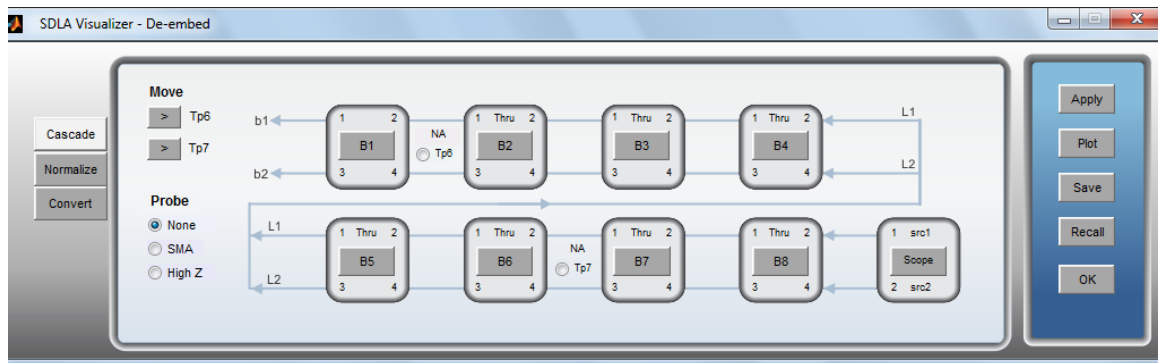 SDLA Visualizer - De-embed
Cascade
Normalize
Convert
Move
> Tp6
> Tp7
Probe
None
SMA
High Z
b1
b2
1 2
B1
3 4
NA
Tp6
1 Thru 2
B2
3 4
1 Thru 2
B3
3 4
1 Thru 2
B4
3 4
L1
L2
L1
L2
1 Thru 2
B5
3 4
1 Thru 2
B6
3 4
NA
Tp7
1 Thru 2
B7
3 4
1 Thru 2
B8
3 4
1 src1
Scope
2 src2
Apply
Plot
Save
Recall
OK